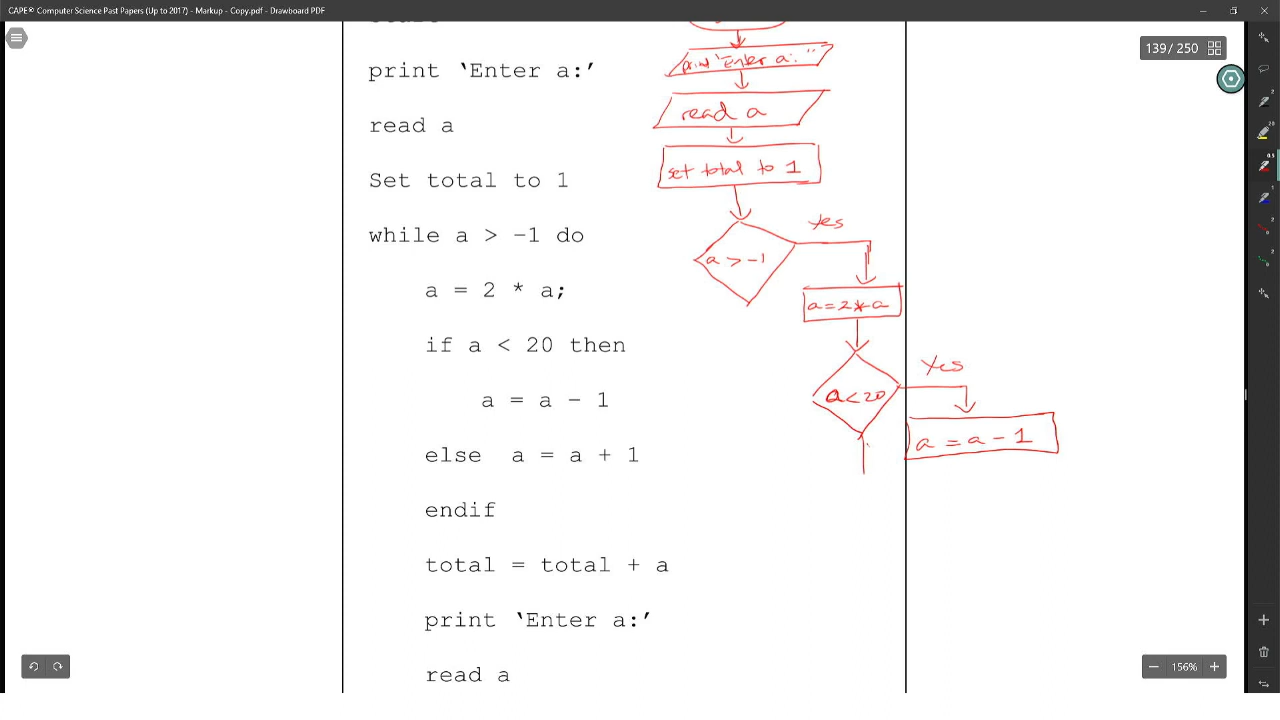 CAPE® Computer Science Past Papers (Up to 2017) - Markup - Copy.pdf - Drawboard PDF
139 / 250
print ‘Enter a:’
read a
Set total to 1
while a > -1 do
a = 2 * a;
if a < 20 then
a = a - 1
else a = a + 1
endif
total = total + a
print ‘Enter a:’
read a
print "Enter a: "
read a
set total to 1
a > -1
Yes
a=2*a
a<20
Yes
a = a - 1
156%